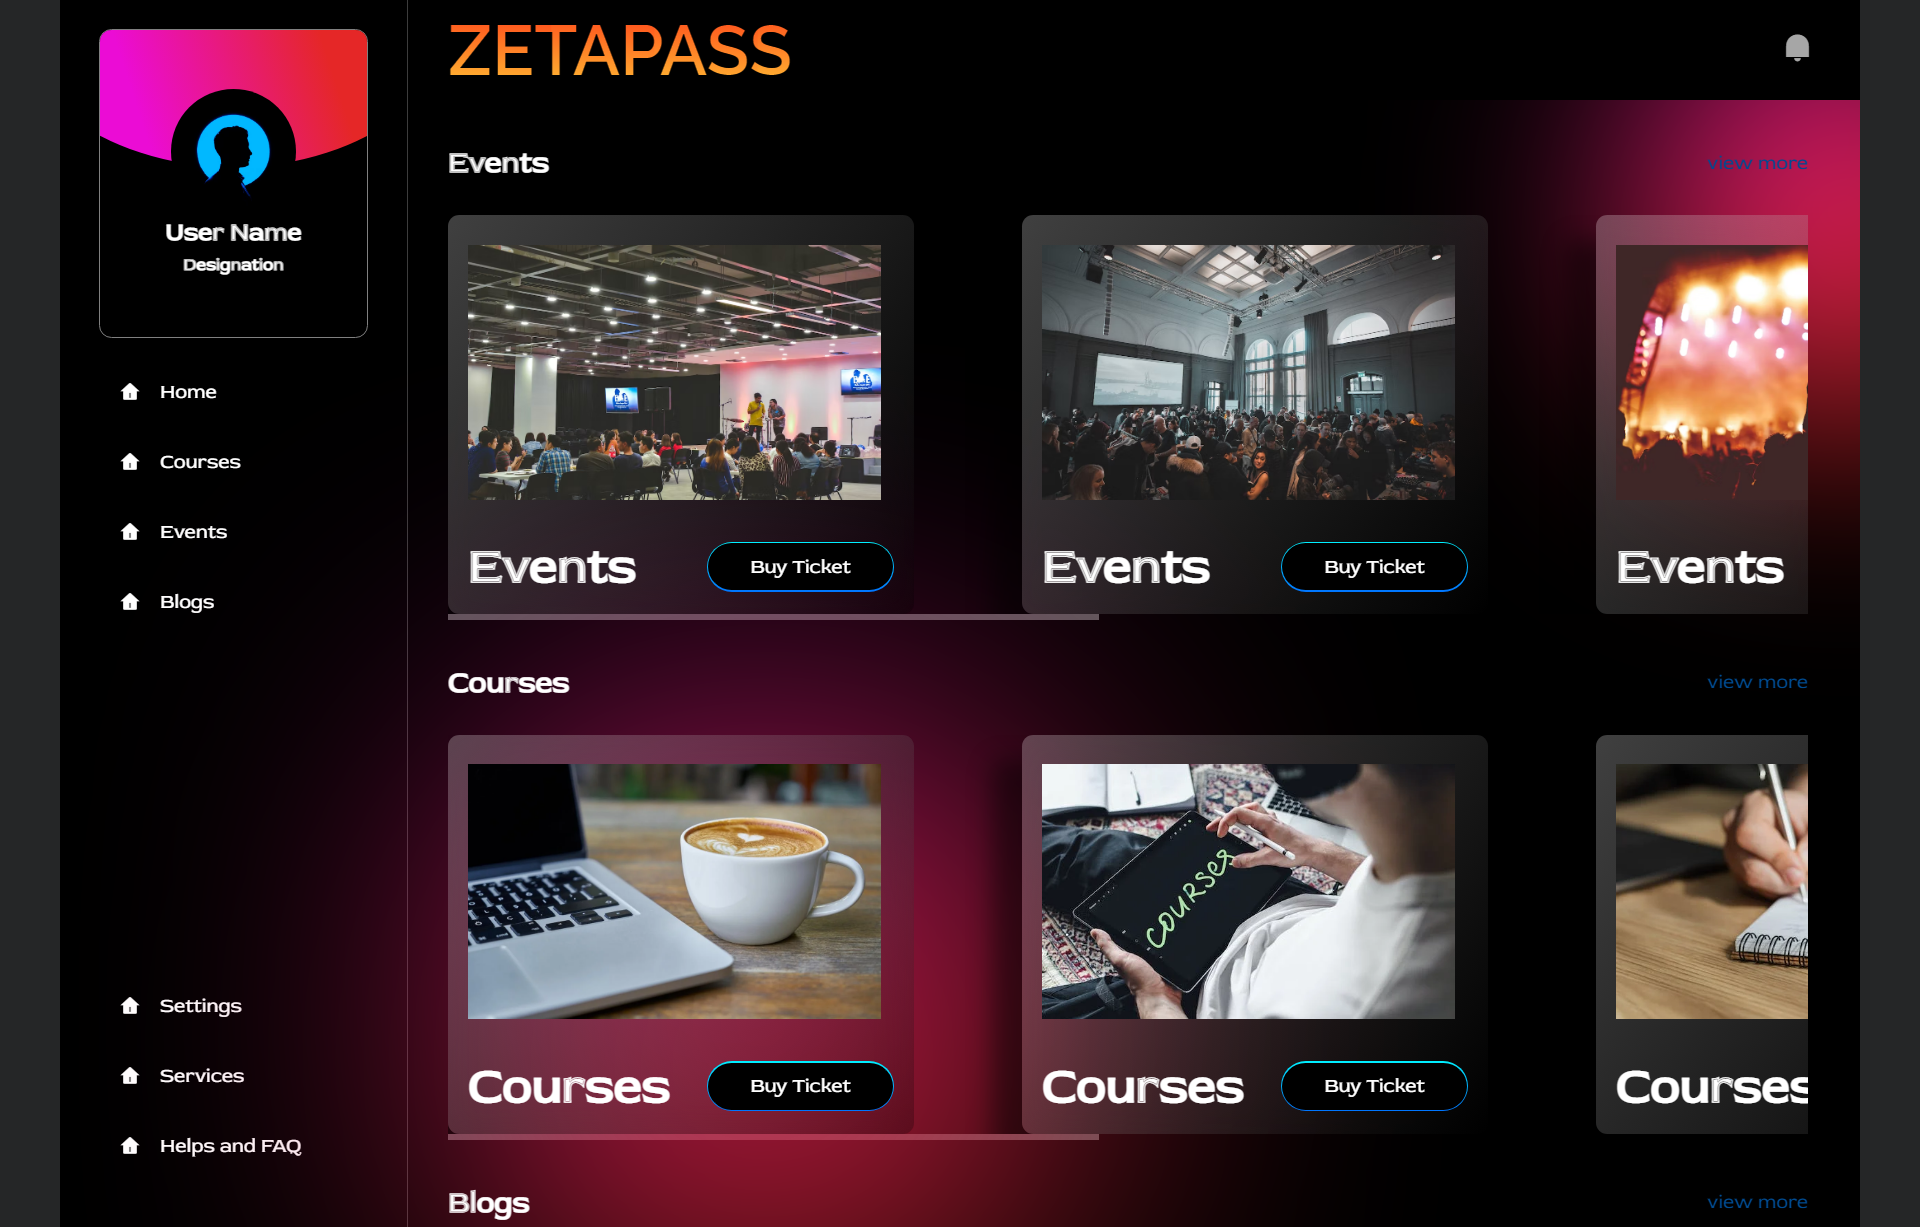 ZETAPASS
User Name
Designation
Home
Courses
Events
Blogs
Settings
Services
Helps and FAQ
Events
view more
Events
Buy Ticket
Events
Buy Ticket
Events
Courses
view more
courses
Courses
Buy Ticket
Courses
Buy Ticket
Courses
Blogs
view more